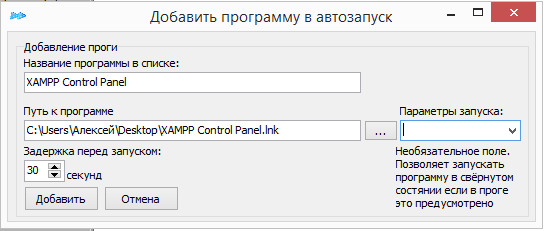 Добавить программу в автозапуск
Добавление проги
Название программы в списке:
XAMPP Control Panel
Путь к программе
Параметры запуска:
C:\Users\Алексей\Desktop\XAMPP Control Panel.lnk
...
Задержка перед запуском:
30
секунд
Необязательное поле.
Позволяет запускать
программу в свёрнутом
состянии если в проге
это предусмотрено
Добавить
Отмена